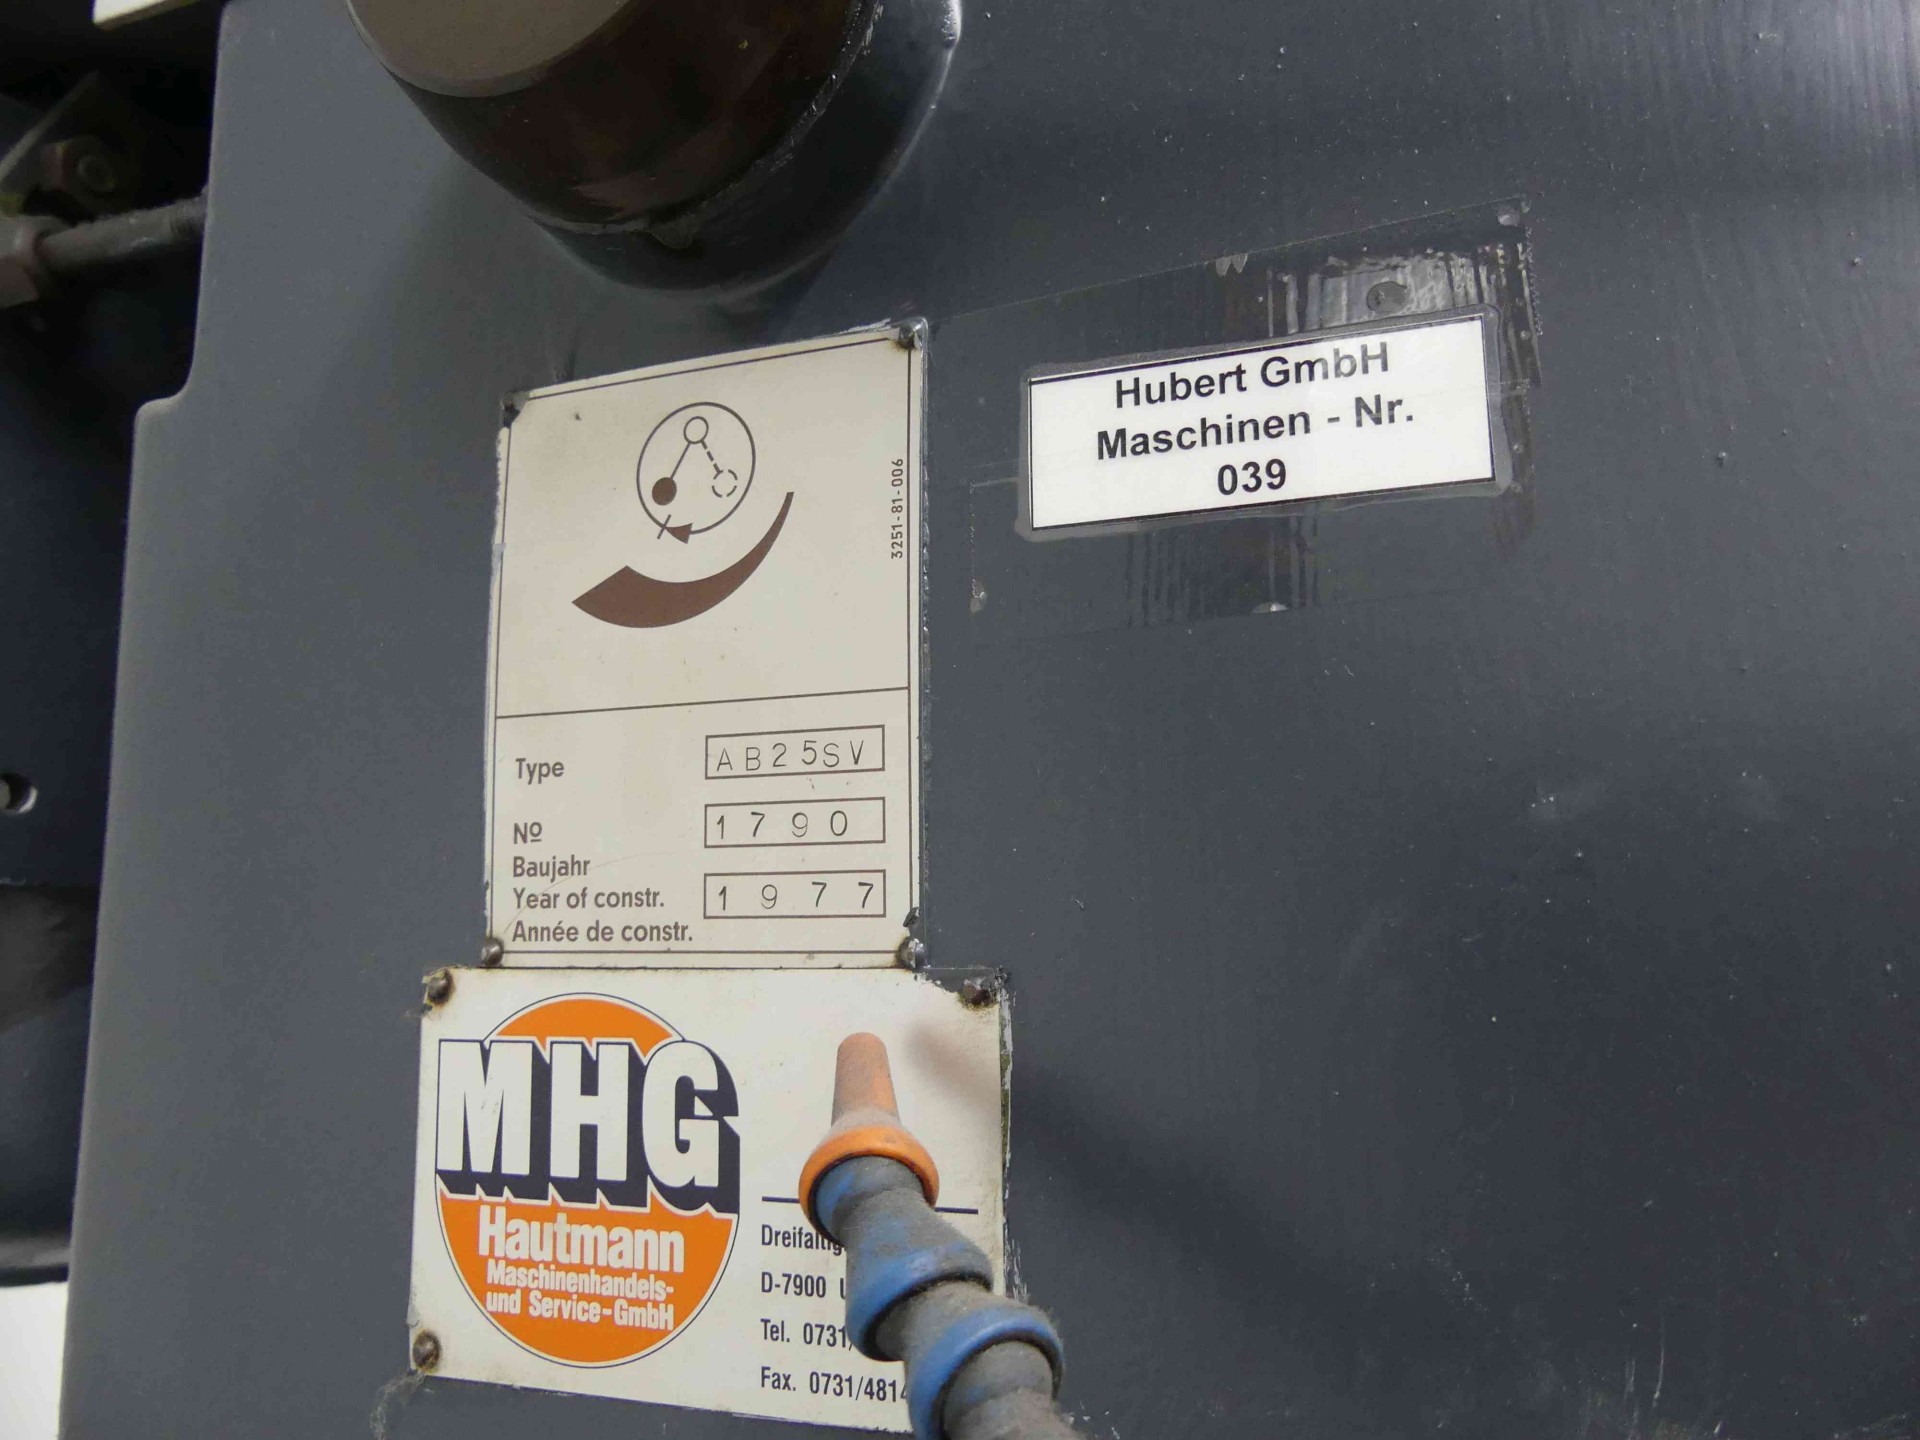 Hubert GmbH
Maschinen - Nr.
039
3251-81-006
Type AB25SV
Nº 1790
Baujahr
Year of constr. 1977
Année de constr.
MHG
Hautmann
Maschinenhandels-
und Service-GmbH
D-7900
Tel. 0731/
Fax. 0731/4814